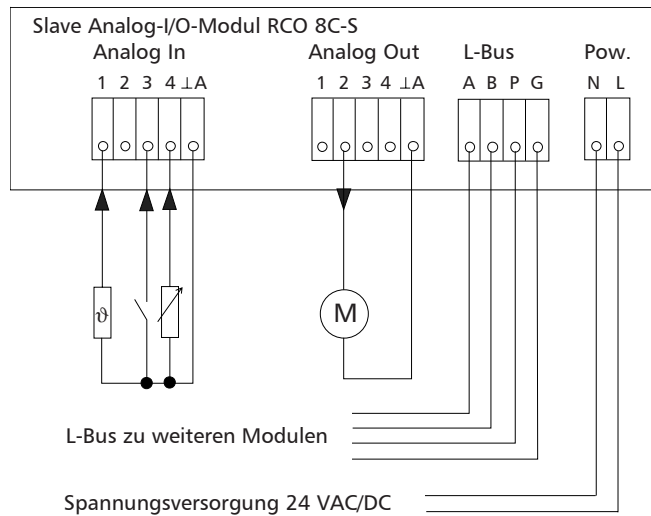 Slave Analog-I/O-Modul RCO 8C-S
Analog In Analog Out L-Bus Pow.
1 2 3 4 ⊥A 1 2 3 4 ⊥A A B P G N L
ϑ M
L-Bus zu weiteren Modulen
Spannungsversorgung 24 VAC/DC